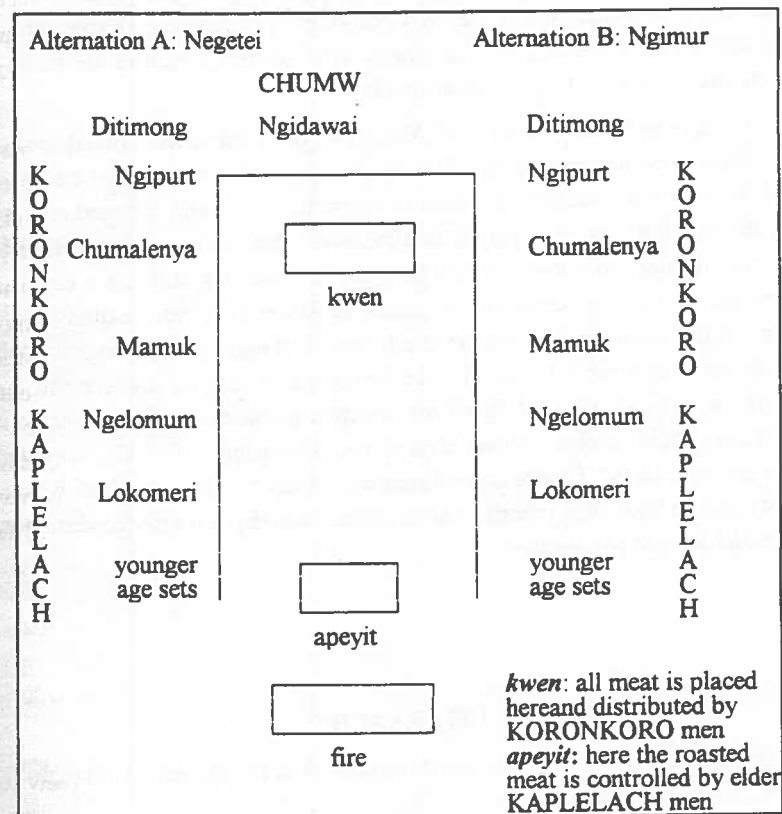 Alternation A: Negetei
Alternation B: Ngimur
CHUMW
Ditimong Ngidawai Ditimong
Ngipurt Ngipurt
Chumalenya Chumalenya
kwen
Mamuk Mamuk
KORONKORO KORONKORO
Ngelomum Ngelomum
Lokomeri Lokomeri
younger younger
age sets age sets
KAPLELACH KAPLELACH
apeyit
fire
kwen: all meat is placed
hereand distributed by
KORONKORO men
apeyit: here the roasted
meat is controlled by elder
KAPLELACH men